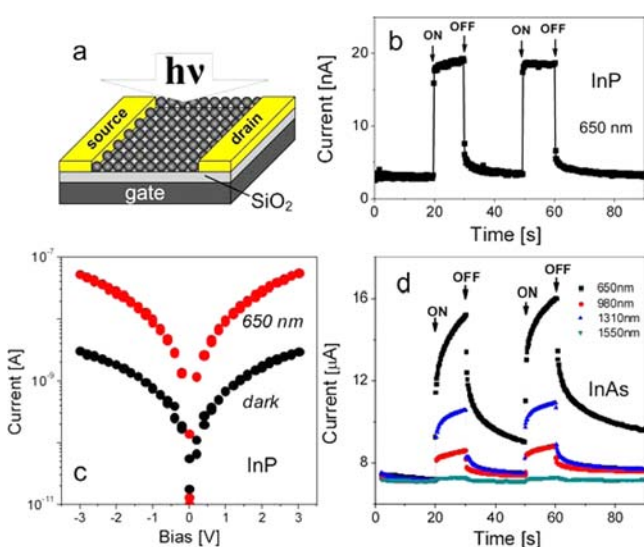 a
hν
source
drain
gate
SiO2
b
ON
OFF
ON
OFF
InP
650 nm
20
15
10
5
0
Current [nA]
0
20
40
60
80
Time [s]
c
10-7
10-9
10-11
650 nm
dark
InP
Current [A]
-3
-2
-1
0
1
2
3
Bias [V]
d
ON
OFF
ON
OFF
650nm
980nm
1310nm
1550nm
InAs
16
12
8
Current [μA]
0
20
40
60
80
Time [s]